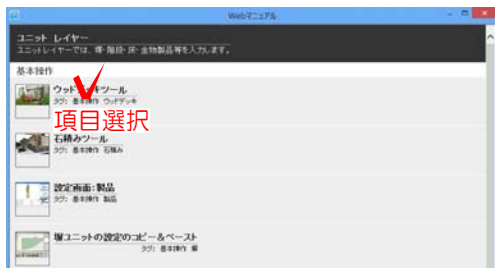 Webマニュアル
ユニット レイヤー
ユニットレイヤーでは、塀・階段・床・金物製品等を入力します。
基本操作
ウッドデッキツール
タグ: 基本操作 ウッドデッキ
項目選択
石積みツール
タグ: 基本操作 石積み
設定画面:製品
タグ: 基本操作 製品
塀ユニットの設定のコピー＆ペースト
タグ: 基本操作 塀